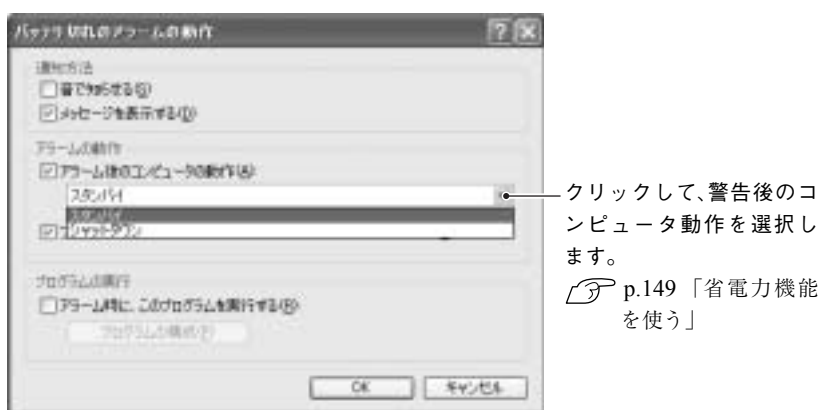 バッテリ切れのアラームの動作
通知方法
音で知らせる(S)
メッセージを表示する(D)
アラームの動作
アラーム後のコンピュータの動作(A)
スタンバイ
スタンバイ
シャットダウン
プログラムの実行
アラーム時に、このプログラムを実行する(R)
プログラムの構成(P)
OK キャンセル
クリックして、警告後のコ
ンピュータ動作を選択し
ます。
p.149「省電力機能
を使う」